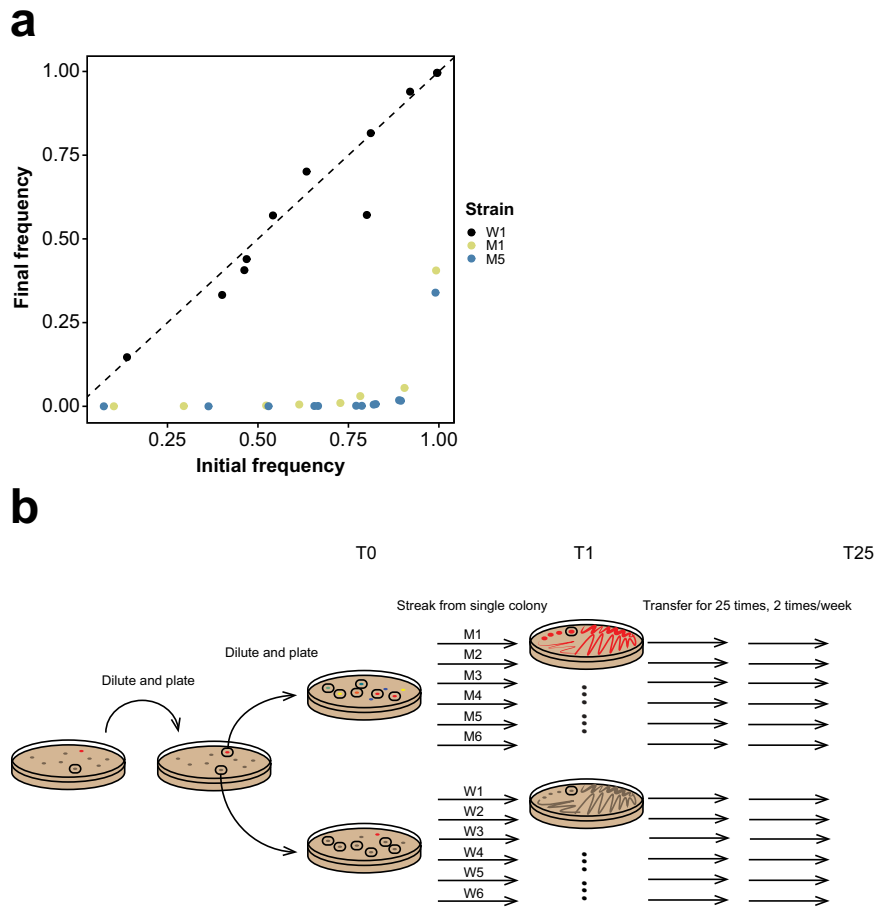 a
1.00
0.75
0.50
0.25
0.00
Final frequency
0.25 0.50 0.75 1.00
Initial frequency
Strain
W1
M1
M5
b
T0 T1 T25
Streak from single colony
Transfer for 25 times, 2 times/week
Dilute and plate
Dilute and plate
M1
M2
M3
M4
M5
M6
W1
W2
W3
W4
W5
W6